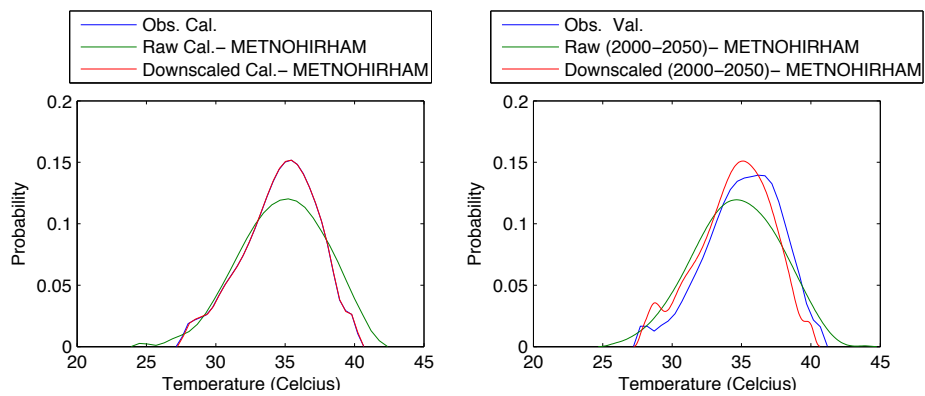 Obs. Cal.
Raw Cal.− METNOHIRHAM
Downscaled Cal.− METNOHIRHAM
0.2
0.15
0.1
0.05
0
Probability
20 25 30 35 40 45
Temperature (Celcius)
Obs. Val.
Raw (2000−2050)− METNOHIRHAM
Downscaled (2000−2050)− METNOHIRHAM
0.2
0.15
0.1
0.05
0
Probability
20 25 30 35 40 45
Temperature (Celcius)